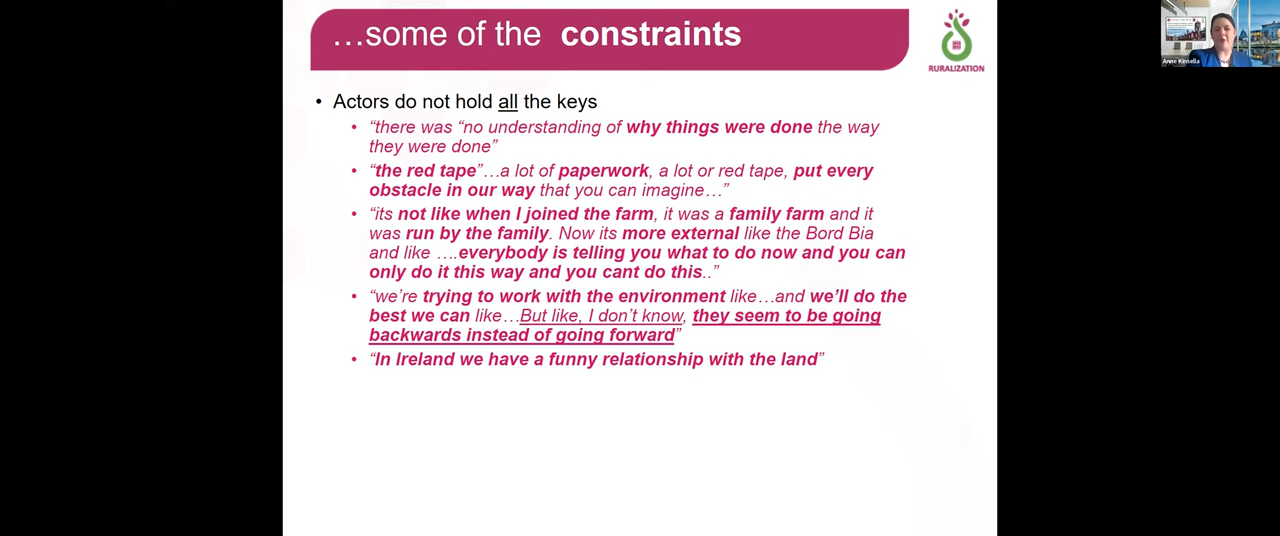 …some of the constraints
RURALIZATION
Anne Kinsella
• Actors do not hold all the keys
• “there was “no understanding of why things were done the way
they were done”
• “the red tape”…a lot of paperwork, a lot or red tape, put every
obstacle in our way that you can imagine…”
• “its not like when I joined the farm, it was a family farm and it
was run by the family. Now its more external like the Bord Bia
and like ….everybody is telling you what to do now and you can
only do it this way and you cant do this..”
• “we’re trying to work with the environment like…and we’ll do the
best we can like…But like, I don’t know, they seem to be going
backwards instead of going forward”
• “In Ireland we have a funny relationship with the land”